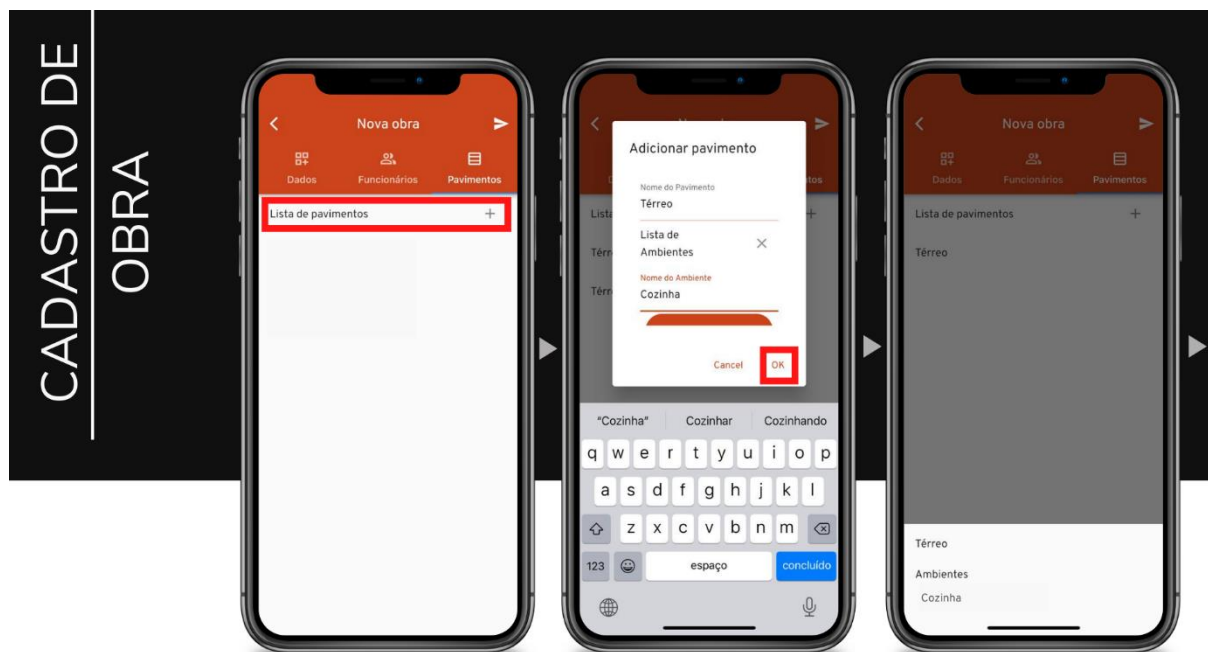 CADASTRO DE
OBRA
Nova obra
Dados Funcionários Pavimentos
Lista de pavimentos +
Adicionar pavimento
Nome do Pavimento
Térreo
Lista de
Ambientes
Nome do Ambiente
Cozinha
Cancel OK
"Cozinha" Cozinhar Cozinhando
q w e r t y u i o p
a s d f g h j k l
z x c v b n m
123 espaço concluído
Nova obra
Dados Funcionários Pavimentos
Lista de pavimentos +
Térreo
Térreo
Ambientes
Cozinha